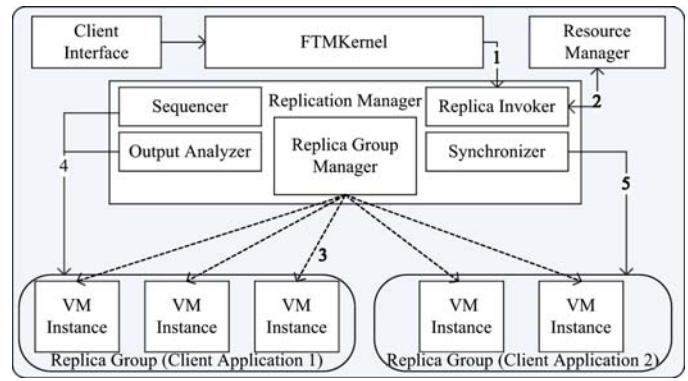 Client
Interface
FTMKernel
Resource
Manager
1
2
Sequencer
Replication Manager
Replica Invoker
Output Analyzer
Replica Group
Manager
Synchronizer
4
5
3
VM
Instance
VM
Instance
VM
Instance
VM
Instance
VM
Instance
Replica Group (Client Application 1)
Replica Group (Client Application 2)